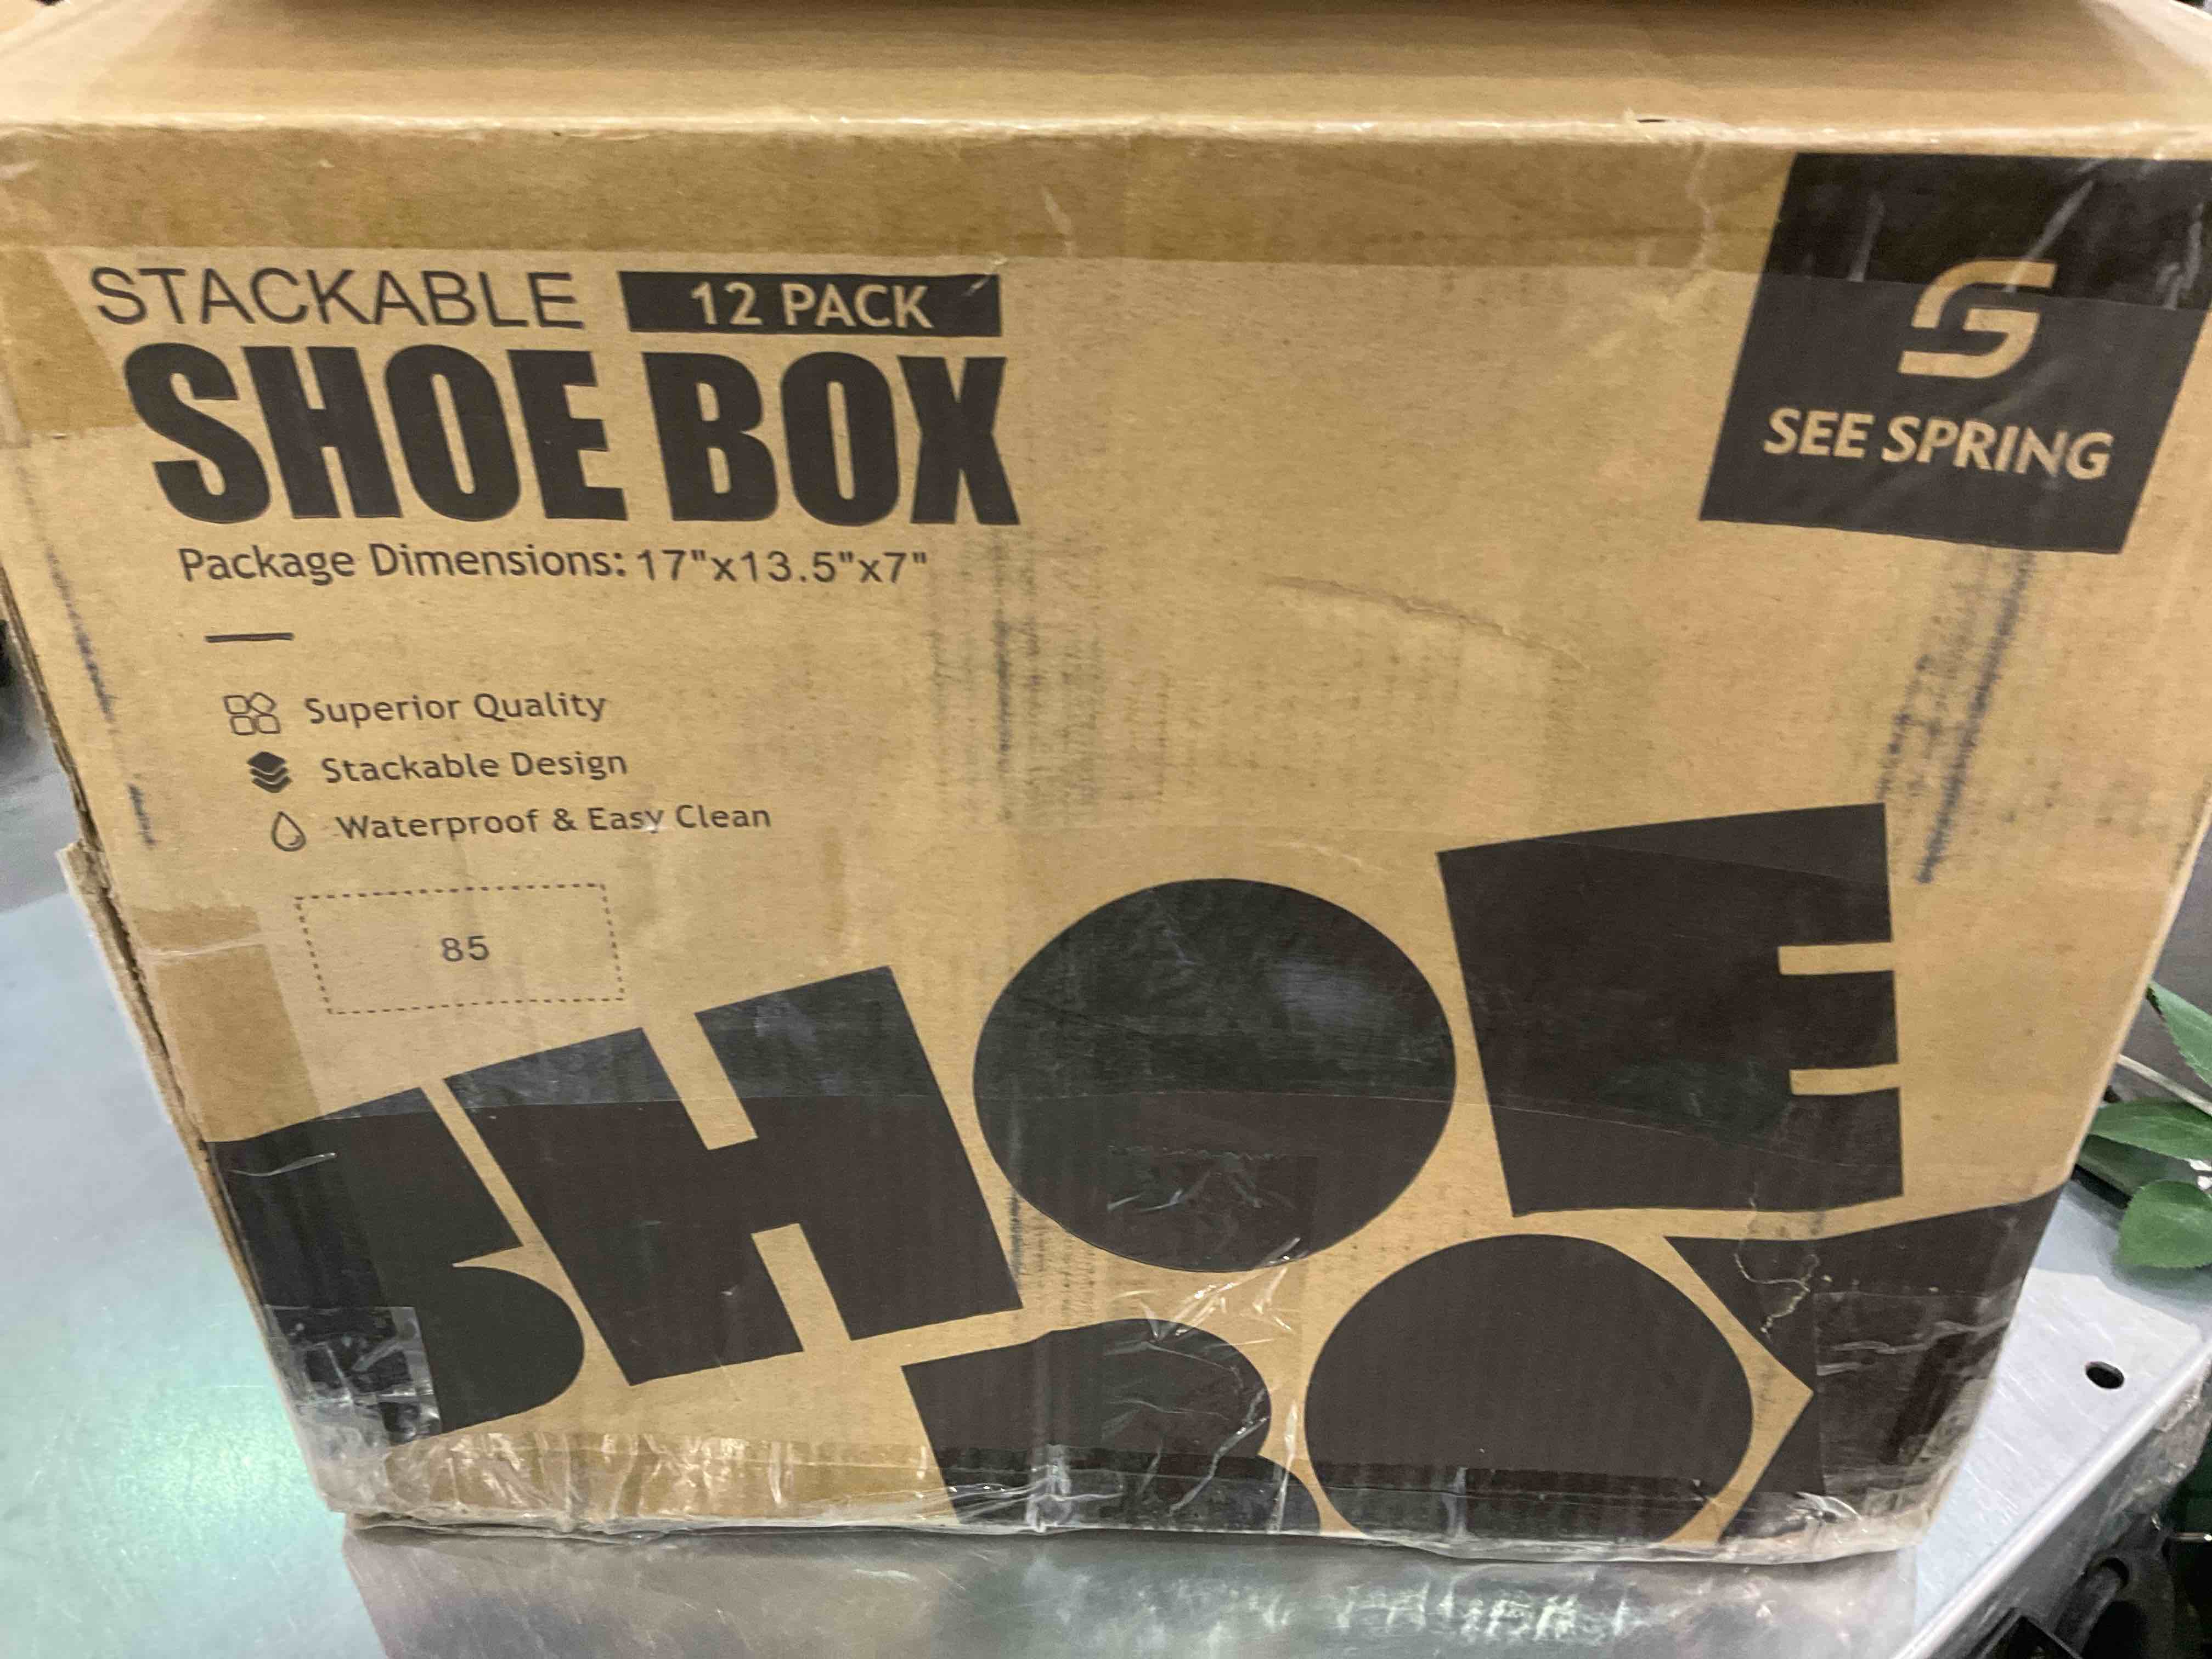 STACKABLE 12 PACK
SHOE BOX
Package Dimensions: 17"x13.5"x7"
G
SEE SPRING
Superior Quality
Stackable Design
Waterproof & Easy Clean
85
SHOE
BOX